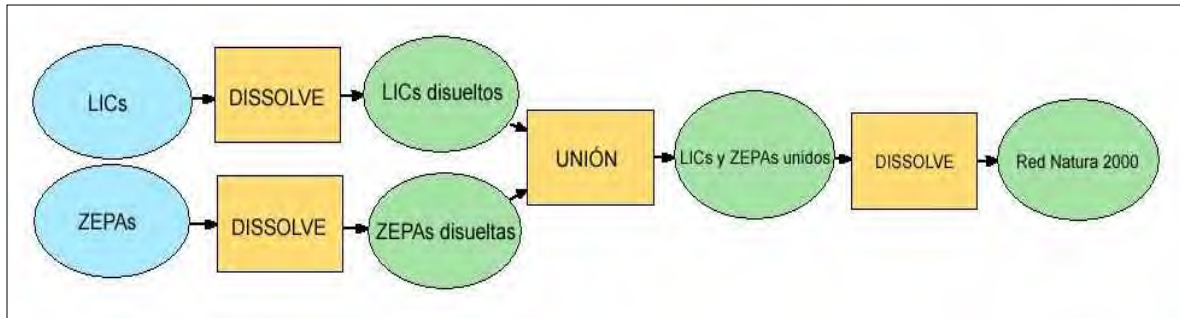 LICs
DISSOLVE
LICs disueltos
ZEPAs
DISSOLVE
ZEPAs disueltas
UNIÓN
LICs y ZEPAs unidos
DISSOLVE
Red Natura 2000